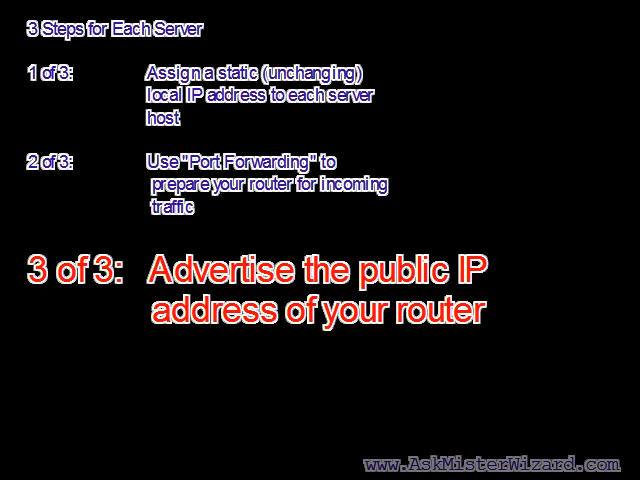 3 Steps for Each Server
1 of 3: Assign a static (unchanging)
local IP address to each server
host
2 of 3: Use "Port Forwarding" to
prepare your router for incoming
traffic
3 of 3: Advertise the public IP
address of your router
www.AskMisterWizard.com